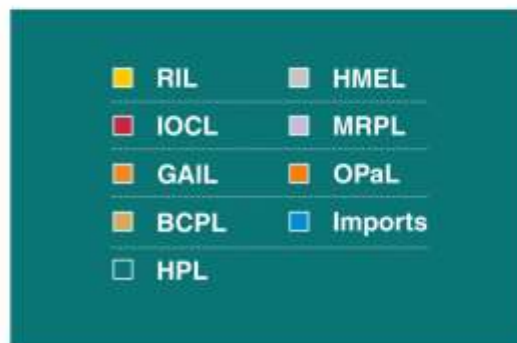 RIL HMEL
IOCL MRPL
GAIL OPaL
BCPL Imports
HPL